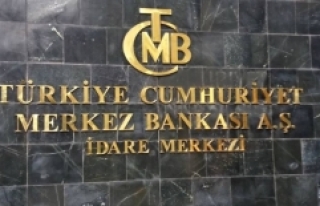 TCMB
TÜRKİYE CUMHURİYET
MERKEZ BANKASI A.Ş.
İDARE MERKEZİ